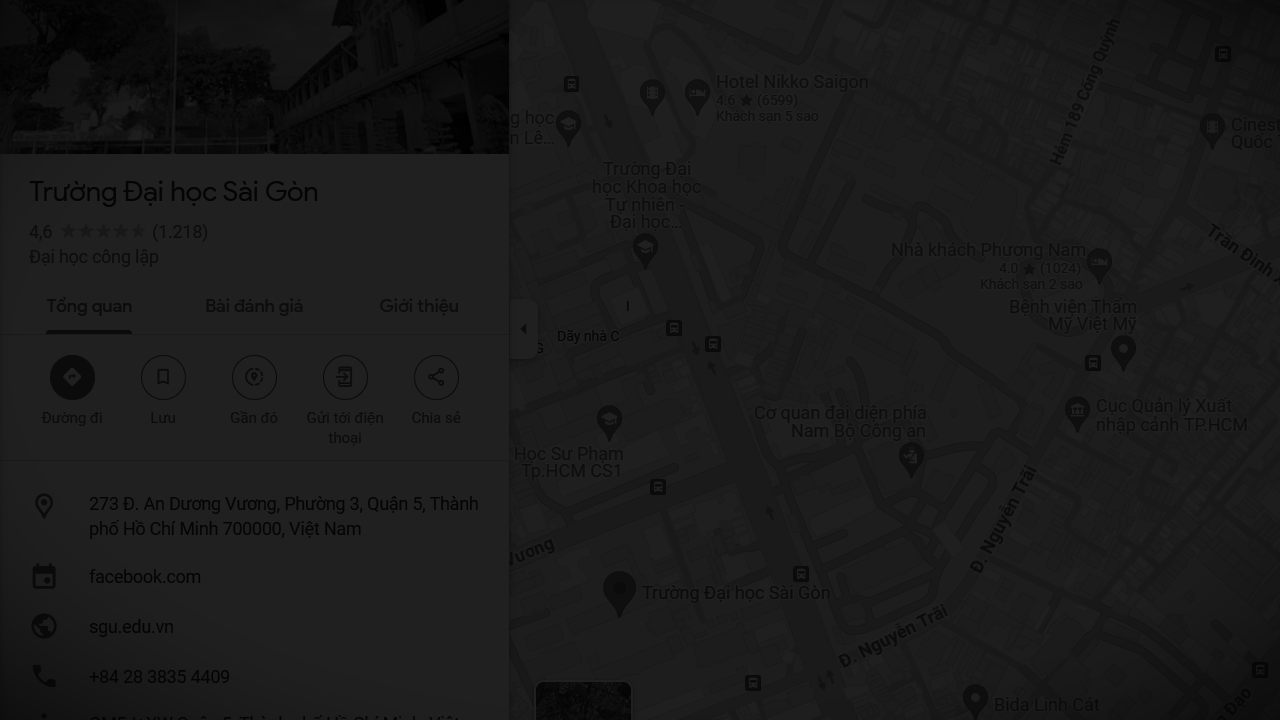 Trường Đại học Sài Gòn
4,6 (1.218)
Đại học công lập
Tổng quan
Bài đánh giá
Giới thiệu
Đường đi
Lưu
Gần đó
Gửi tới điện
thoại
Chia sẻ
273 Đ. An Dương Vương, Phường 3, Quận 5, Thành
phố Hồ Chí Minh 700000, Việt Nam
facebook.com
sgu.edu.vn
+84 28 3835 4409
Hotel Nikko Saigon
4.6 ★ (6599)
Khách sạn 5 sao
g học
n Lê...
Trường Đại
học Khoa học
Tự nhiên -
Đại học...
Hẻm 189 Cống Quỳnh
Cines
Quốc
Trần Đình
Nhà khách Phương Nam
4.0 ★ (1024)
Khách sạn 2 sao
Bệnh viện Thẩm
Mỹ Việt Mỹ
I
Dãy nhà C
Cơ quan đại diện phía
Nam Bộ Công an
Cục Quản lý Xuất
nhập cảnh TP.HCM
Học Sư Phạm
Tp.HCM CS1
Đ. Nguyễn Trãi
Vương
Trường Đại học Sài Gòn
Đ. Nguyễn Trãi
Bida Linh Cát
Đạo